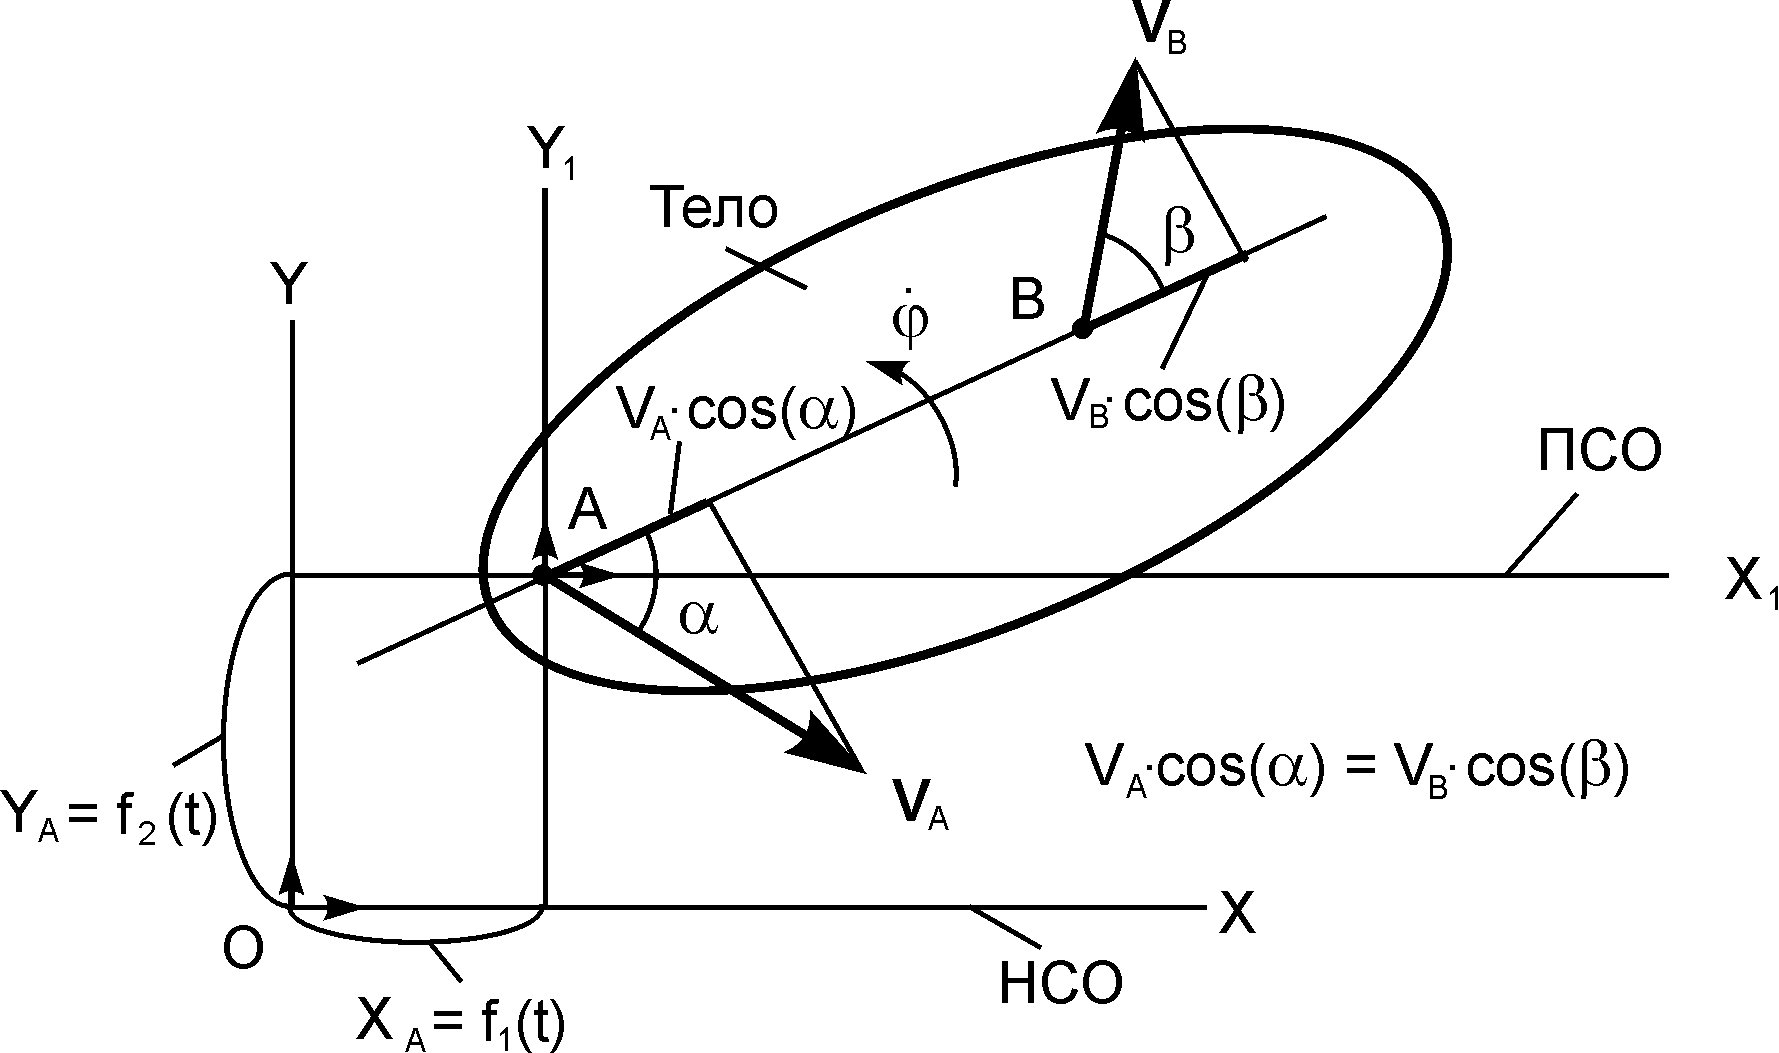 V_B
Y_1
Тело
Y
β
B
φ̇
V_A·cos(α)
V_B·cos(β)
ПСО
A
X_1
α
V_A·cos(α) = V_B·cos(β)
V_A
Y_A = f_2(t)
X
O
НСО
X_A = f_1(t)